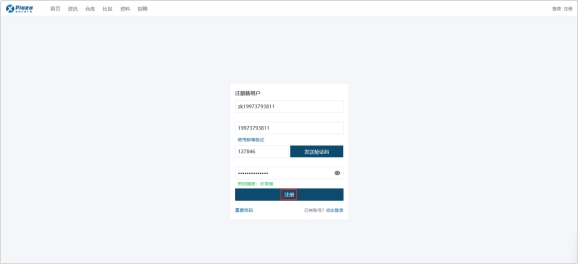 Plaza
首页 资讯 仓库 社区 资料 招聘
登录 注册
注册新用户
zk19973793811
19973793811
使用邮箱验证
127846 发送验证码
••••••••••••••
密码强度：非常强
注册
重置密码 已有账号？点此登录